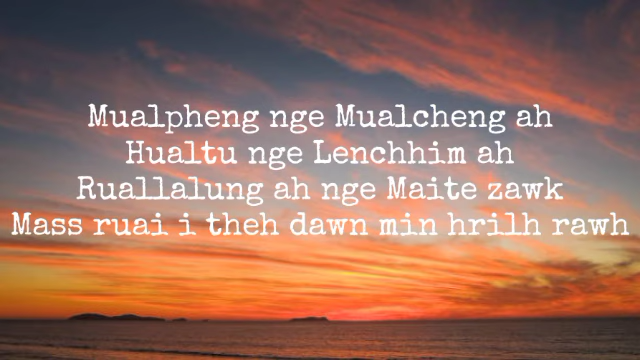 Mualpheng nge Mualcheng ah
Hualtu nge Lenchhim ah
Ruallalung ah nge Maite zawk
Mass ruai i theh dawn min hrilh rawh